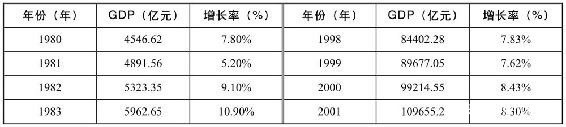 年份（年） GDP（亿元） 增长率（%） 年份（年） GDP（亿元） 增长率（%）
1980 4546.62 7.80% 1998 84402.28 7.83%
1981 4891.56 5.20% 1999 89677.05 7.62%
1982 5323.35 9.10% 2000 99214.55 8.43%
1983 5962.65 10.90% 2001 109655.2 8.30%